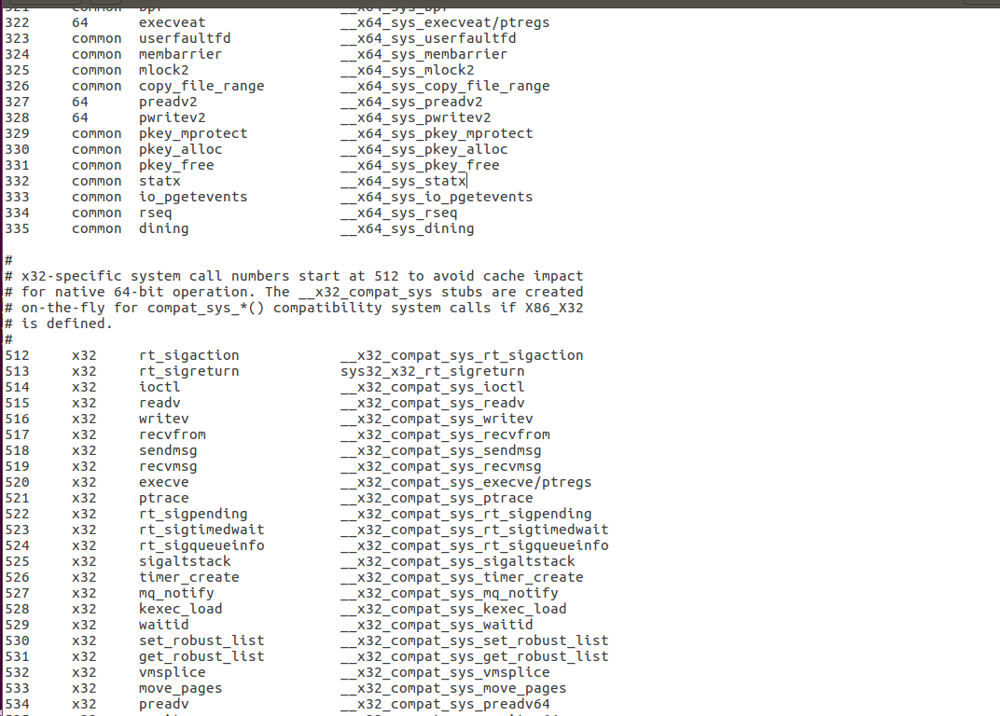 322 64 execveat __x64_sys_execveat/ptregs
323 common userfaultfd __x64_sys_userfaultfd
324 common membarrier __x64_sys_membarrier
325 common mlock2 __x64_sys_mlock2
326 common copy_file_range __x64_sys_copy_file_range
327 64 preadv2 __x64_sys_preadv2
328 64 pwritev2 __x64_sys_pwritev2
329 common pkey_mprotect __x64_sys_pkey_mprotect
330 common pkey_alloc __x64_sys_pkey_alloc
331 common pkey_free __x64_sys_pkey_free
332 common statx __x64_sys_statx
333 common io_pgetevents __x64_sys_io_pgetevents
334 common rseq __x64_sys_rseq
335 common dining __x64_sys_dining
#
# x32-specific system call numbers start at 512 to avoid cache impact
# for native 64-bit operation. The __x32_compat_sys stubs are created
# on-the-fly for compat_sys_*() compatibility system calls if X86_X32
# is defined.
#
512 x32 rt_sigaction __x32_compat_sys_rt_sigaction
513 x32 rt_sigreturn sys32_x32_rt_sigreturn
514 x32 ioctl __x32_compat_sys_ioctl
515 x32 readv __x32_compat_sys_readv
516 x32 writev __x32_compat_sys_writev
517 x32 recvfrom __x32_compat_sys_recvfrom
518 x32 sendmsg __x32_compat_sys_sendmsg
519 x32 recvmsg __x32_compat_sys_recvmsg
520 x32 execve __x32_compat_sys_execve/ptregs
521 x32 ptrace __x32_compat_sys_ptrace
522 x32 rt_sigpending __x32_compat_sys_rt_sigpending
523 x32 rt_sigtimedwait __x32_compat_sys_rt_sigtimedwait
524 x32 rt_sigqueueinfo __x32_compat_sys_rt_sigqueueinfo
525 x32 sigaltstack __x32_compat_sys_sigaltstack
526 x32 timer_create __x32_compat_sys_timer_create
527 x32 mq_notify __x32_compat_sys_mq_notify
528 x32 kexec_load __x32_compat_sys_kexec_load
529 x32 waitid __x32_compat_sys_waitid
530 x32 set_robust_list __x32_compat_sys_set_robust_list
531 x32 get_robust_list __x32_compat_sys_get_robust_list
532 x32 vmsplice __x32_compat_sys_vmsplice
533 x32 move_pages __x32_compat_sys_move_pages
534 x32 preadv __x32_compat_sys_preadv64